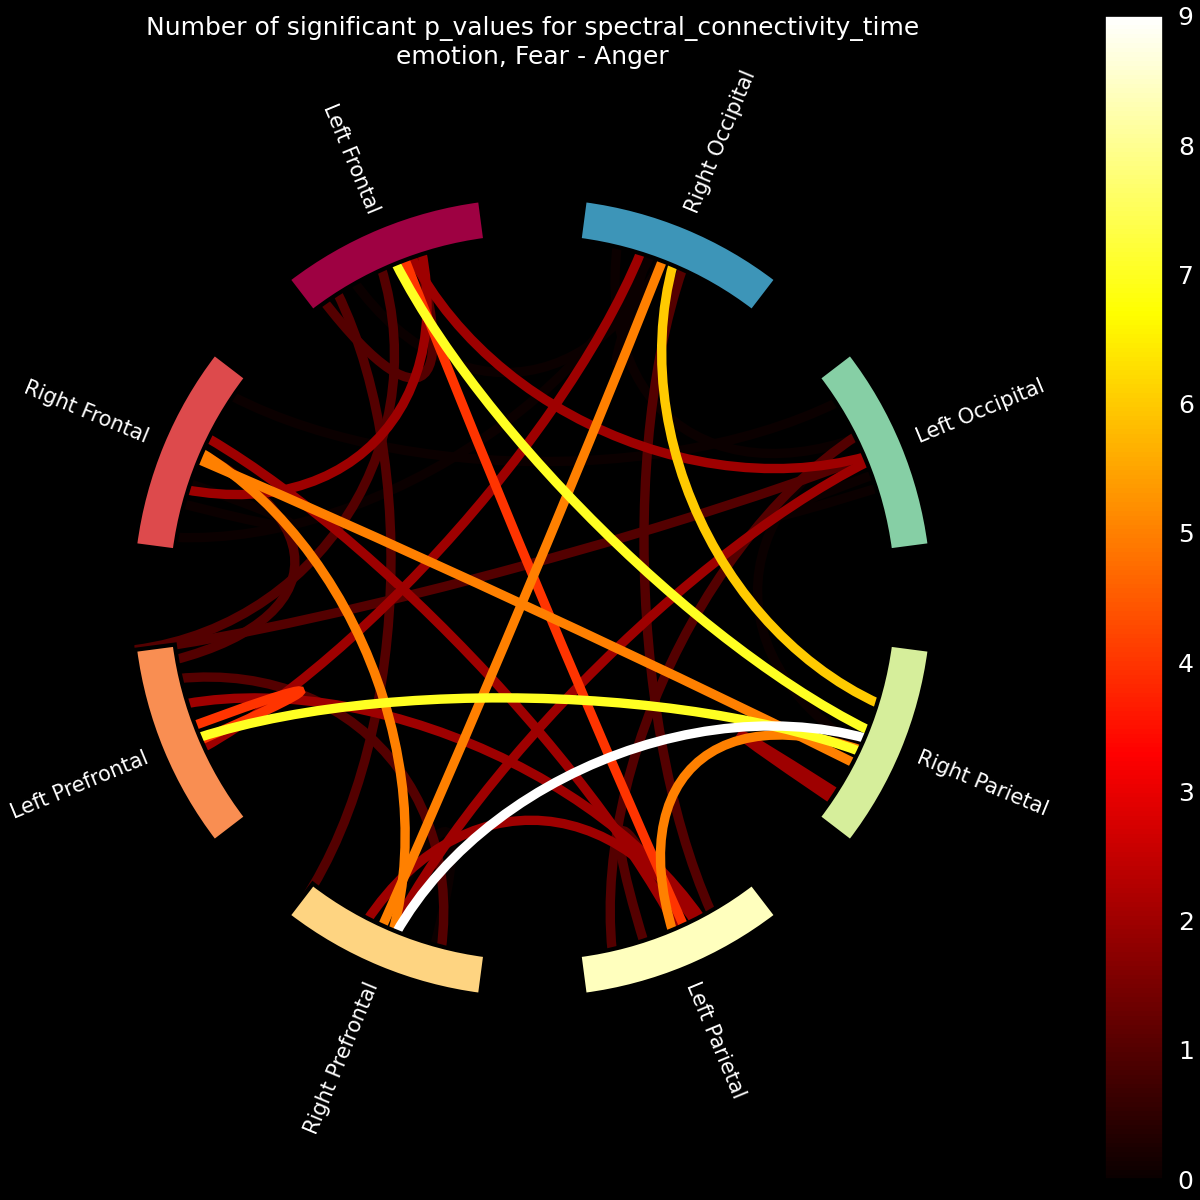 Number of significant p_values for spectral_connectivity_time
emotion, Fear - Anger
Left Frontal
Right Occipital
Right Frontal
Left Occipital
Left Prefrontal
Right Parietal
Right Prefrontal
Left Parietal
9
8
7
6
5
4
3
2
1
0